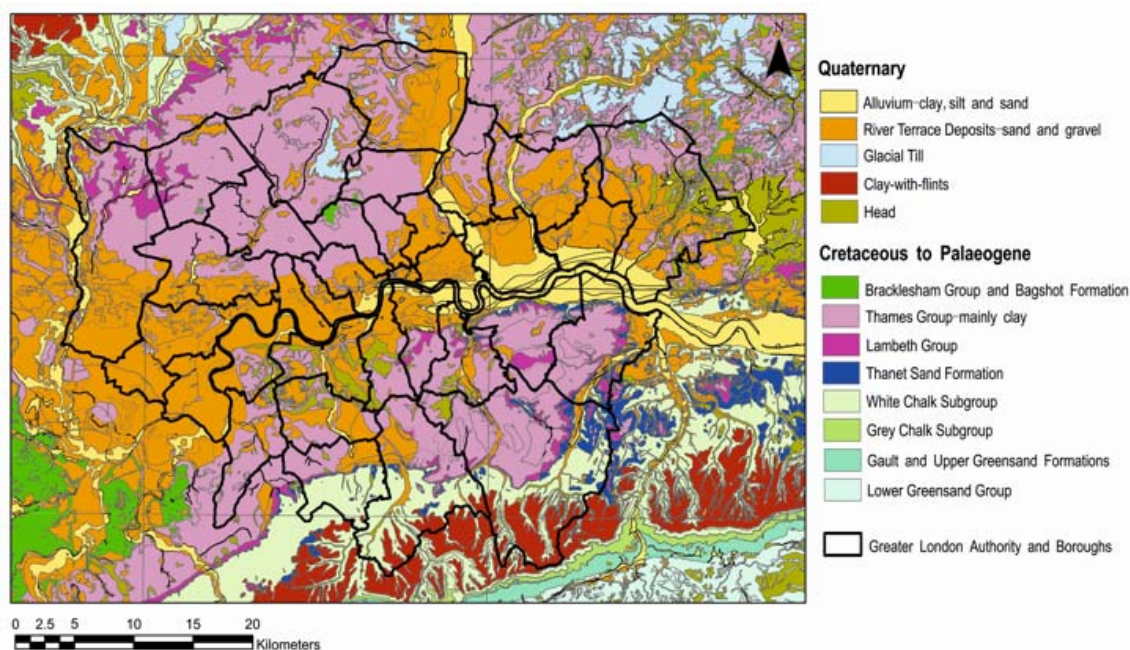 N
Quaternary
Alluvium-clay, silt and sand
River Terrace Deposits-sand and gravel
Glacial Till
Clay-with-flints
Head
Cretaceous to Palaeogene
Bracklesham Group and Bagshot Formation
Thames Group-mainly clay
Lambeth Group
Thanet Sand Formation
White Chalk Subgroup
Grey Chalk Subgroup
Gault and Upper Greensand Formations
Lower Greensand Group
Greater London Authority and Boroughs
0 2.5 5 10 15 20
Kilometers